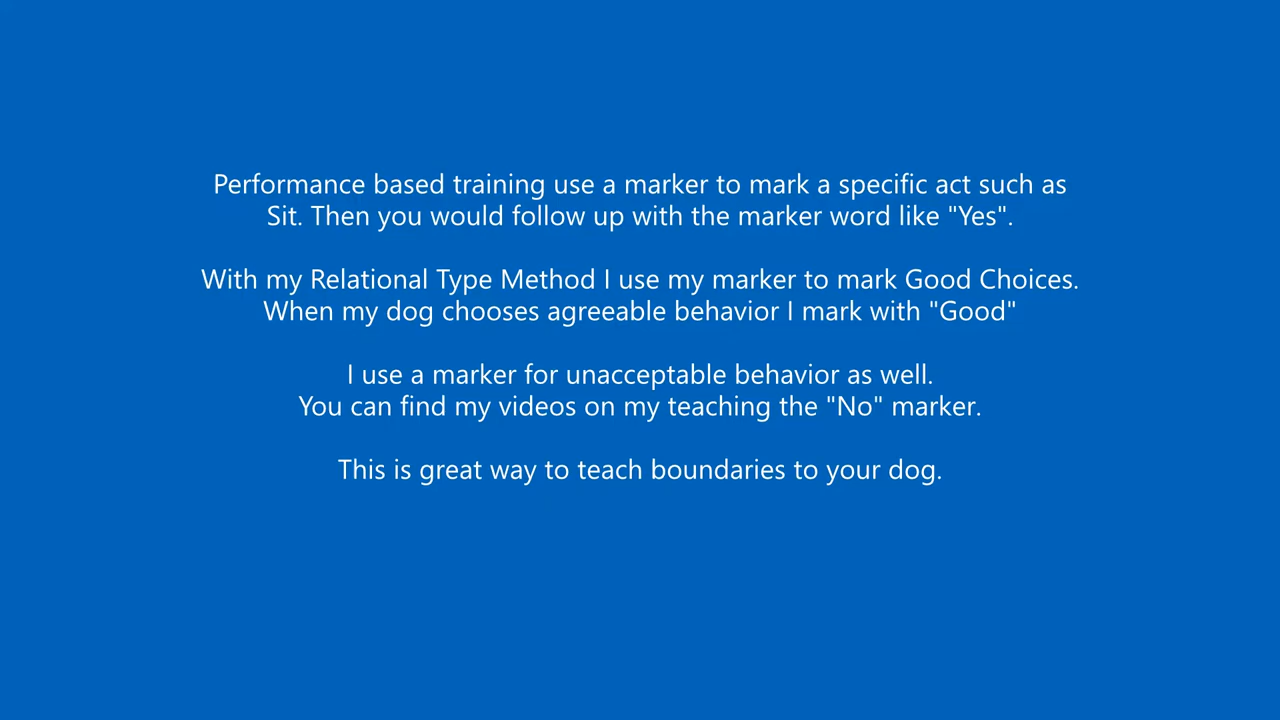 Performance based training use a marker to mark a specific act such as
Sit. Then you would follow up with the marker word like "Yes".
With my Relational Type Method I use my marker to mark Good Choices.
When my dog chooses agreeable behavior I mark with "Good"
I use a marker for unacceptable behavior as well.
You can find my videos on my teaching the "No" marker.
This is great way to teach boundaries to your dog.